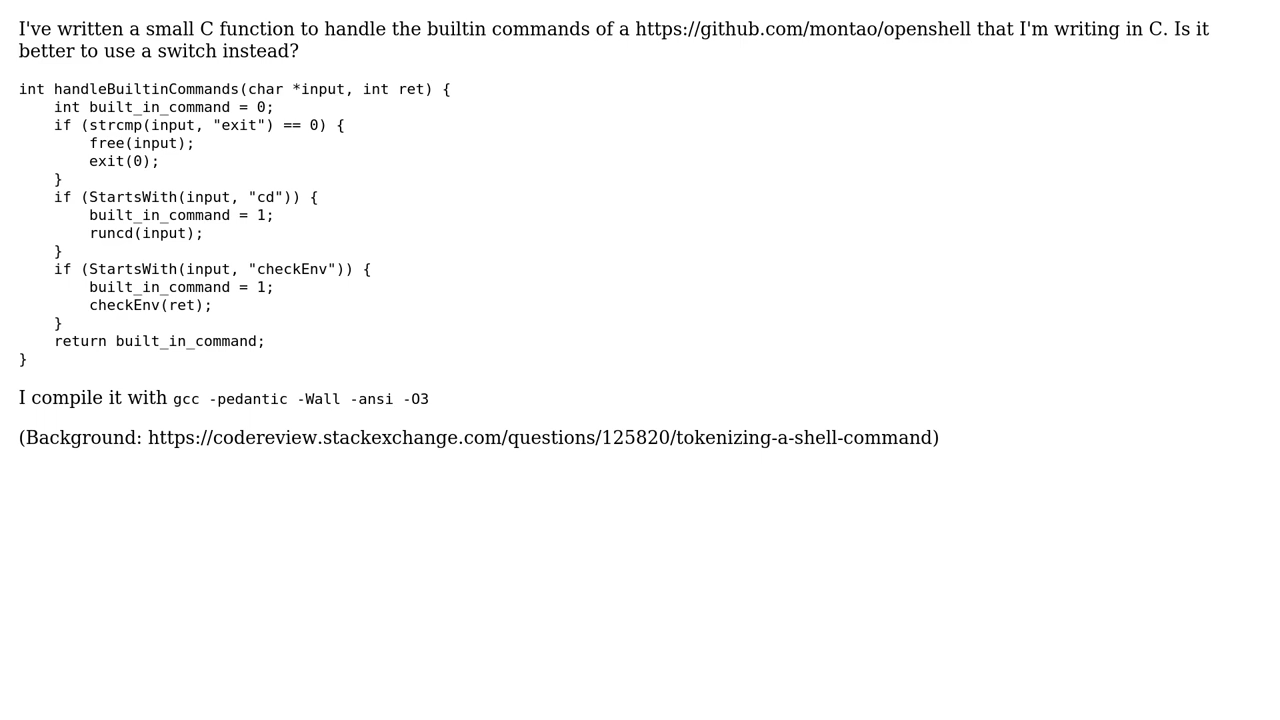 I've written a small C function to handle the builtin commands of a https://github.com/montao/openshell that I'm writing in C. Is it
better to use a switch instead?
int handleBuiltinCommands(char *input, int ret) {
    int built_in_command = 0;
    if (strcmp(input, "exit") == 0) {
        free(input);
        exit(0);
    }
    if (StartsWith(input, "cd")) {
        built_in_command = 1;
        runcd(input);
    }
    if (StartsWith(input, "checkEnv")) {
        built_in_command = 1;
        checkEnv(ret);
    }
    return built_in_command;
}
I compile it with gcc -pedantic -Wall -ansi -O3
(Background: https://codereview.stackexchange.com/questions/125820/tokenizing-a-shell-command)